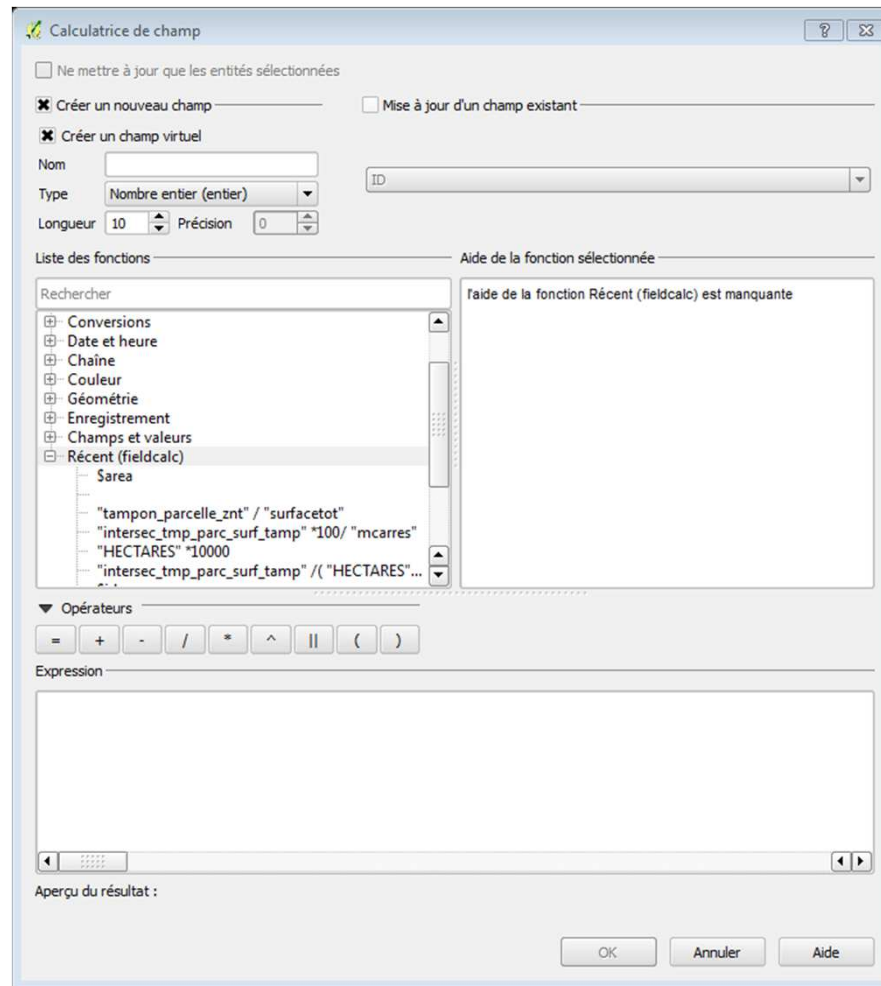 Calculatrice de champ
Ne mettre à jour que les entités sélectionnées
Créer un nouveau champ
Mise à jour d'un champ existant
Créer un champ virtuel
Nom
ID
Type Nombre entier (entier)
Longueur 10 Précision 0
Liste des fonctions
Aide de la fonction sélectionnée
Rechercher
l'aide de la fonction Récent (fieldcalc) est manquante
Conversions
Date et heure
Chaîne
Couleur
Géométrie
Enregistrement
Champs et valeurs
Récent (fieldcalc)
$area
"tampon_parcelle_znt" / "surfacetot"
"intersec_tmp_parc_surf_tamp" *100/ "mcarres"
"HECTARES" *10000
"intersec_tmp_parc_surf_tamp" /( "HECTARES"...
Opérateurs
= + - / * ^ || ( )
Expression
Aperçu du résultat :
OK Annuler Aide